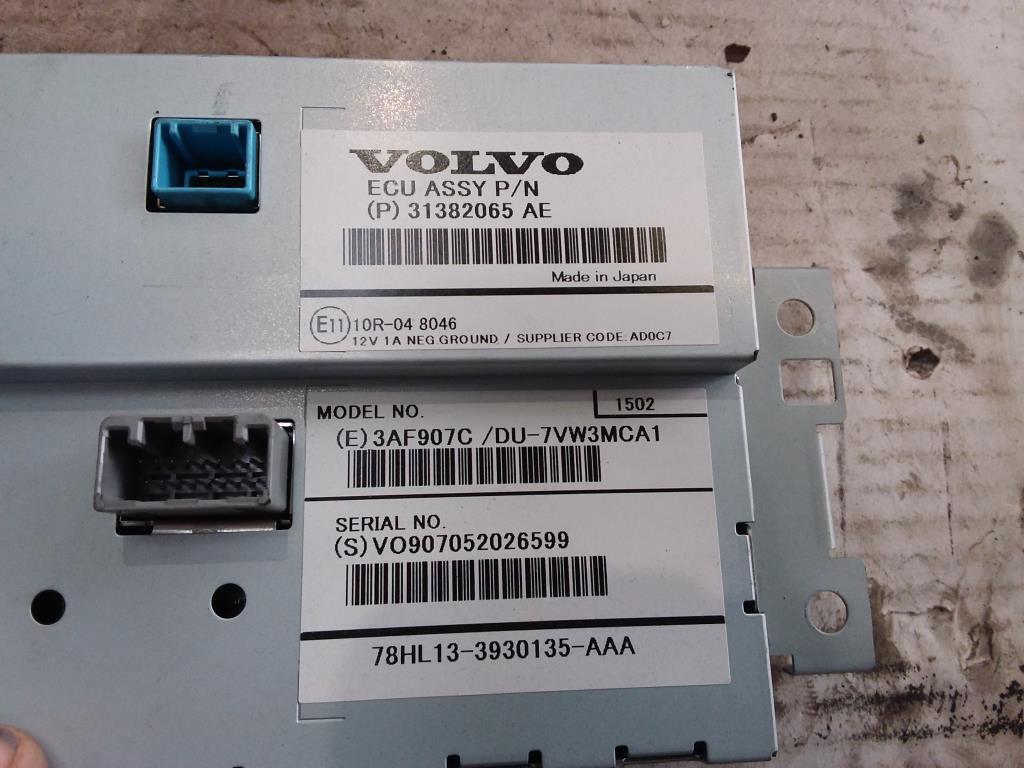 VOLVO
ECU ASSY P/N
(P) 31382065 AE
Made in Japan
E11 10R-04 8046
12V 1A NEG.GROUND / SUPPLIER CODE: AD0C7
MODEL NO. 1502
(E) 3AF907C /DU-7VW3MCA1
SERIAL NO.
(S) VO907052026599
78HL13-3930135-AAA